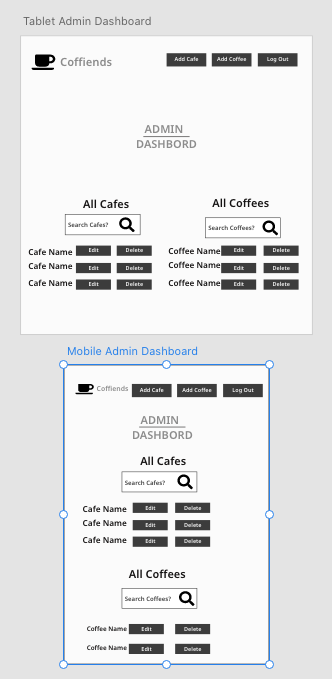 Tablet Admin Dashboard
Coffiends
Add Cafe Add Coffee Log Out
ADMIN
DASHBORD
All Cafes All Coffees
Search Cafes? Search Coffees?
Cafe Name Edit Delete Coffee Name Edit Delete
Cafe Name Edit Delete Coffee Name Edit Delete
Cafe Name Edit Delete Coffee Name Edit Delete
Mobile Admin Dashboard
Coffiends Add Cafe Add Coffee Log Out
ADMIN
DASHBORD
All Cafes
Search Cafes?
Cafe Name Edit Delete
Cafe Name Edit Delete
Cafe Name Edit Delete
All Coffees
Search Coffees?
Coffee Name Edit Delete
Coffee Name Edit Delete